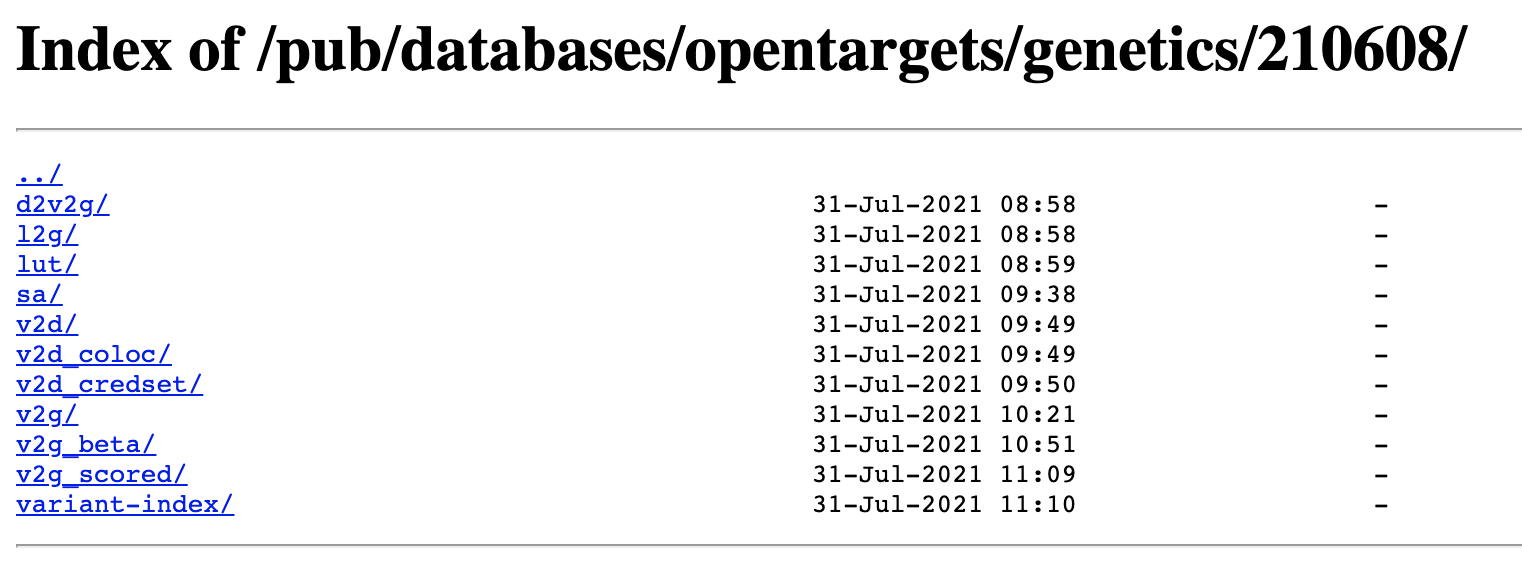 Index of /pub/databases/opentargets/genetics/210608/
../
d2v2g/ 31-Jul-2021 08:58 -
l2g/ 31-Jul-2021 08:58 -
lut/ 31-Jul-2021 08:59 -
sa/ 31-Jul-2021 09:38 -
v2d/ 31-Jul-2021 09:49 -
v2d_coloc/ 31-Jul-2021 09:49 -
v2d_credset/ 31-Jul-2021 09:50 -
v2g/ 31-Jul-2021 10:21 -
v2g_beta/ 31-Jul-2021 10:51 -
v2g_scored/ 31-Jul-2021 11:09 -
variant-index/ 31-Jul-2021 11:10 -